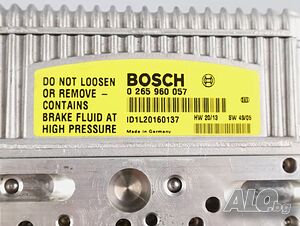 DO NOT LOOSEN
OR REMOVE –
CONTAINS
BRAKE FLUID AT
HIGH PRESSURE
BOSCH
0 265 960 057
ID1L20160137
HW 20/13 SW 49/05
Made in Germany
ALO.bg